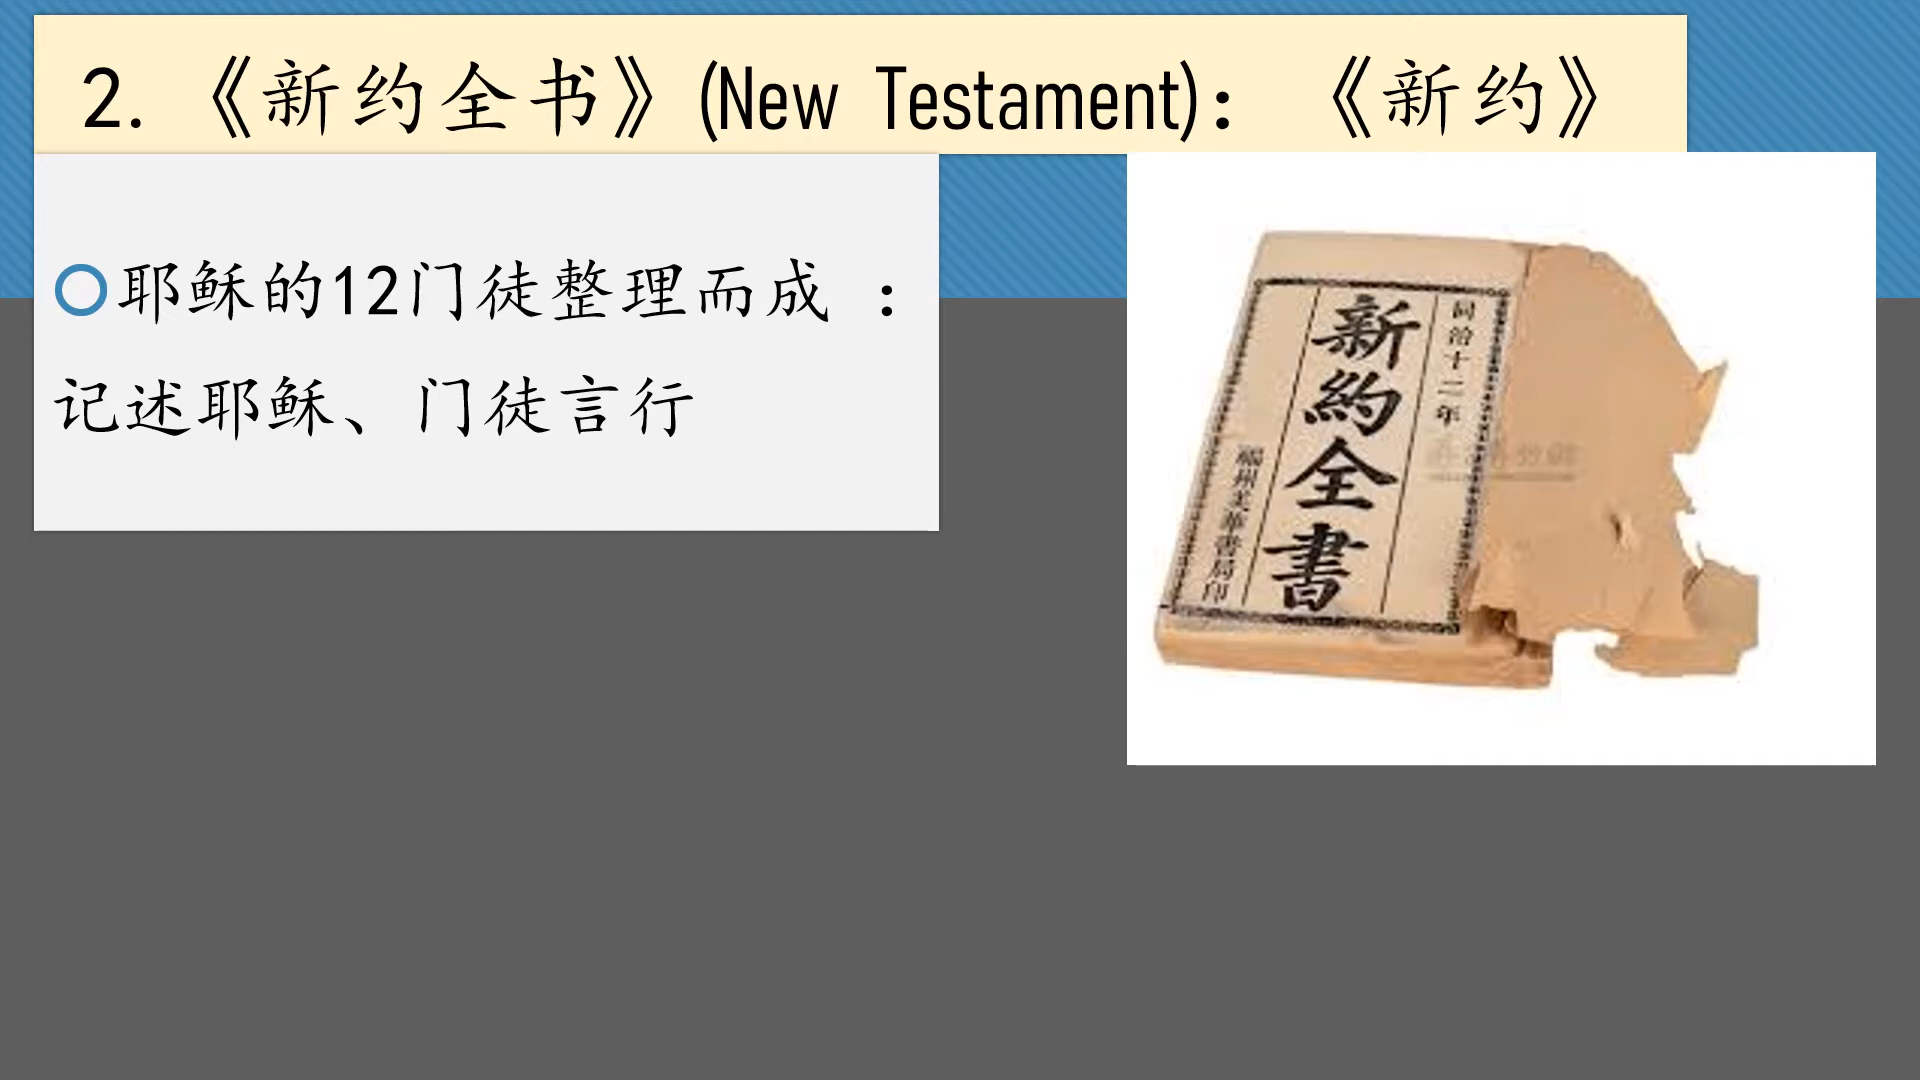 2. 《新约全书》(New Testament)： 《新约》
耶稣的12门徒整理而成 ：
记述耶稣、门徒言行
同治十二年
新約全書
福州美華書局印